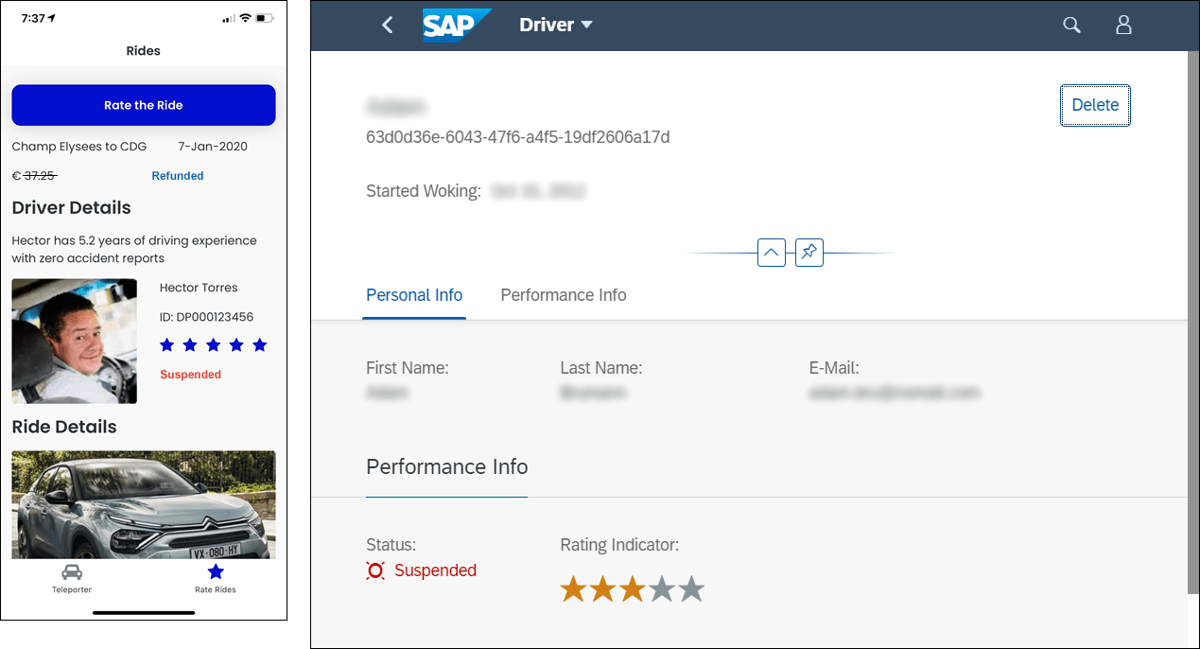 7:37
Rides
Rate the Ride
Champ Elysees to CDG 7-Jan-2020
€ 37.25 Refunded
Driver Details
Hector has 5.2 years of driving experience
with zero accident reports
Hector Torres
ID: DP000123456
Suspended
Ride Details
VX-080-HY
Teleporter Rate Rides
SAP Driver
Delete
63d0d36e-6043-47f6-a4f5-19df2606a17d
Started Woking:
Personal Info Performance Info
First Name: Last Name: E-Mail:
Performance Info
Status: Rating Indicator:
Suspended